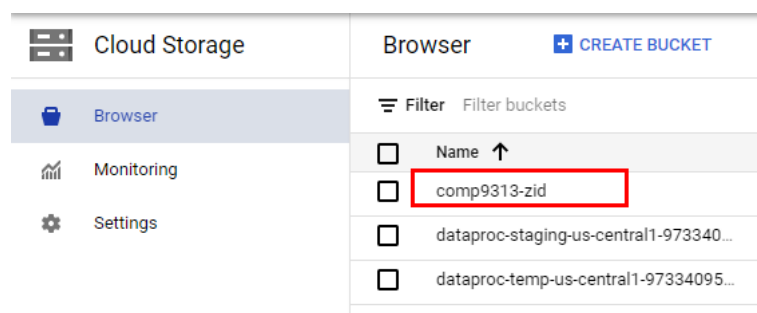 Cloud Storage
Browser
Monitoring
Settings
Browser
CREATE BUCKET
Filter Filter buckets
Name
comp9313-zid
dataproc-staging-us-central1-973340...
dataproc-temp-us-central1-97334095...